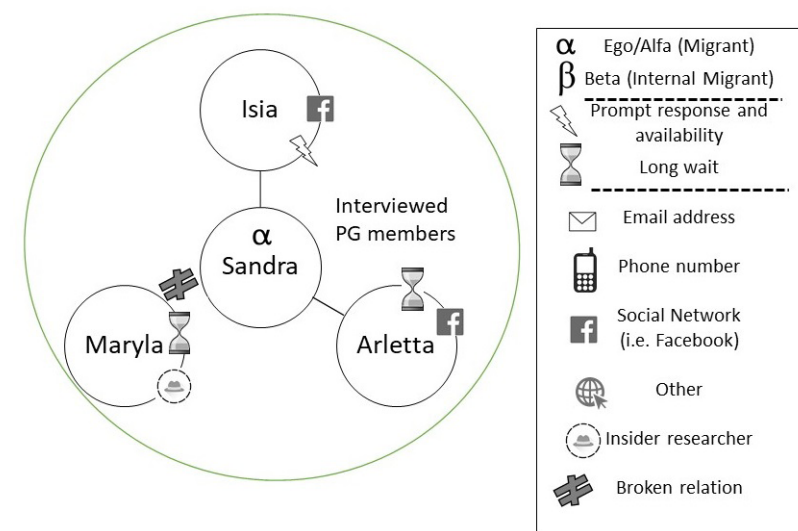 Isia
Interviewed
PG members
α
Sandra
Maryla
Arletta
α Ego/Alfa (Migrant)
β Beta (Internal Migrant)
Prompt response and
availability
Long wait
Email address
Phone number
Social Network
(i.e. Facebook)
Other
Insider researcher
Broken relation